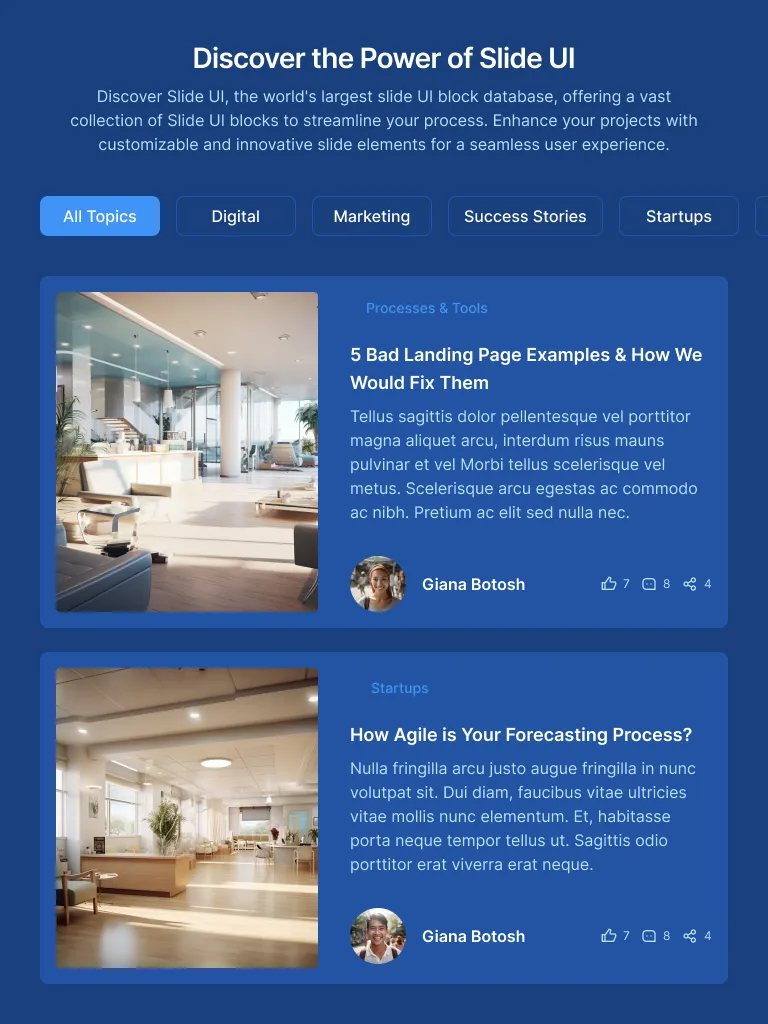 Discover the Power of Slide UI
Discover Slide UI, the world's largest slide UI block database, offering a vast
collection of Slide UI blocks to streamline your process. Enhance your projects with
customizable and innovative slide elements for a seamless user experience.
All Topics
Digital
Marketing
Success Stories
Startups
Processes & Tools
5 Bad Landing Page Examples & How We
Would Fix Them
Tellus sagittis dolor pellentesque vel porttitor
magna aliquet arcu, interdum risus mauns
pulvinar et vel Morbi tellus scelerisque vel
metus. Scelerisque arcu egestas ac commodo
ac nibh. Pretium ac elit sed nulla nec.
Giana Botosh
7
8
4
Startups
How Agile is Your Forecasting Process?
Nulla fringilla arcu justo augue fringilla in nunc
volutpat sit. Dui diam, faucibus vitae ultricies
vitae mollis nunc elementum. Et, habitasse
porta neque tempor tellus ut. Sagittis odio
porttitor erat viverra erat neque.
Giana Botosh
7
8
4